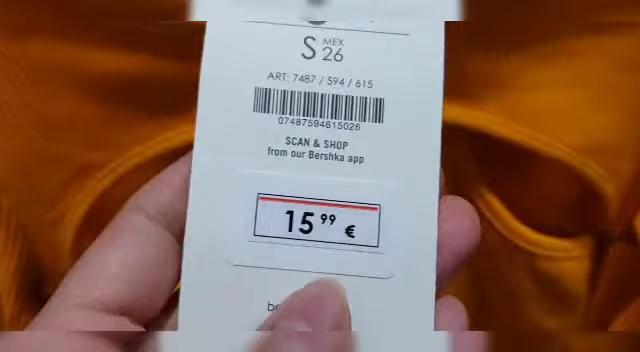 S MEX 26
ART: 7487 / 594 / 615
07487594615026
SCAN & SHOP
from our Bershka app
15 99 €